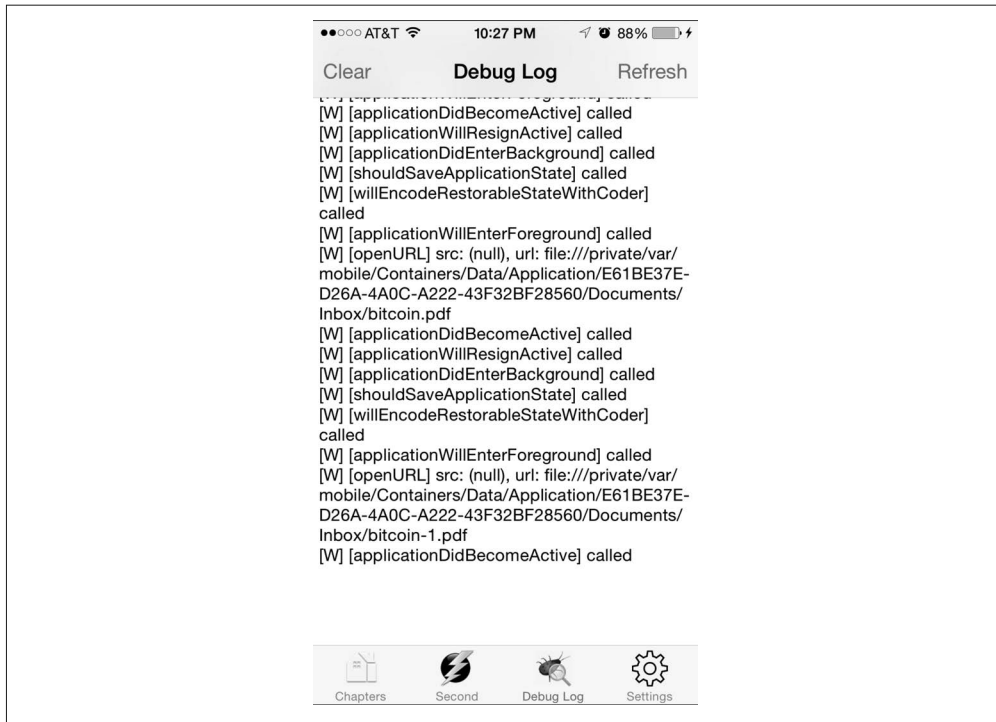 AT&T 10:27 PM 88%
Clear Debug Log Refresh
[W] [applicationWillEnterForeground] called
[W] [applicationDidBecomeActive] called
[W] [applicationWillResignActive] called
[W] [applicationDidEnterBackground] called
[W] [shouldSaveApplicationState] called
[W] [willEncodeRestorableStateWithCoder]
called
[W] [applicationWillEnterForeground] called
[W] [openURL] src: (null), url: file:///private/var/
mobile/Containers/Data/Application/E61BE37E-
D26A-4A0C-A222-43F32BF28560/Documents/
Inbox/bitcoin.pdf
[W] [applicationDidBecomeActive] called
[W] [applicationWillResignActive] called
[W] [applicationDidEnterBackground] called
[W] [shouldSaveApplicationState] called
[W] [willEncodeRestorableStateWithCoder]
called
[W] [applicationWillEnterForeground] called
[W] [openURL] src: (null), url: file:///private/var/
mobile/Containers/Data/Application/E61BE37E-
D26A-4A0C-A222-43F32BF28560/Documents/
Inbox/bitcoin-1.pdf
[W] [applicationDidBecomeActive] called
Chapters Second Debug Log Settings